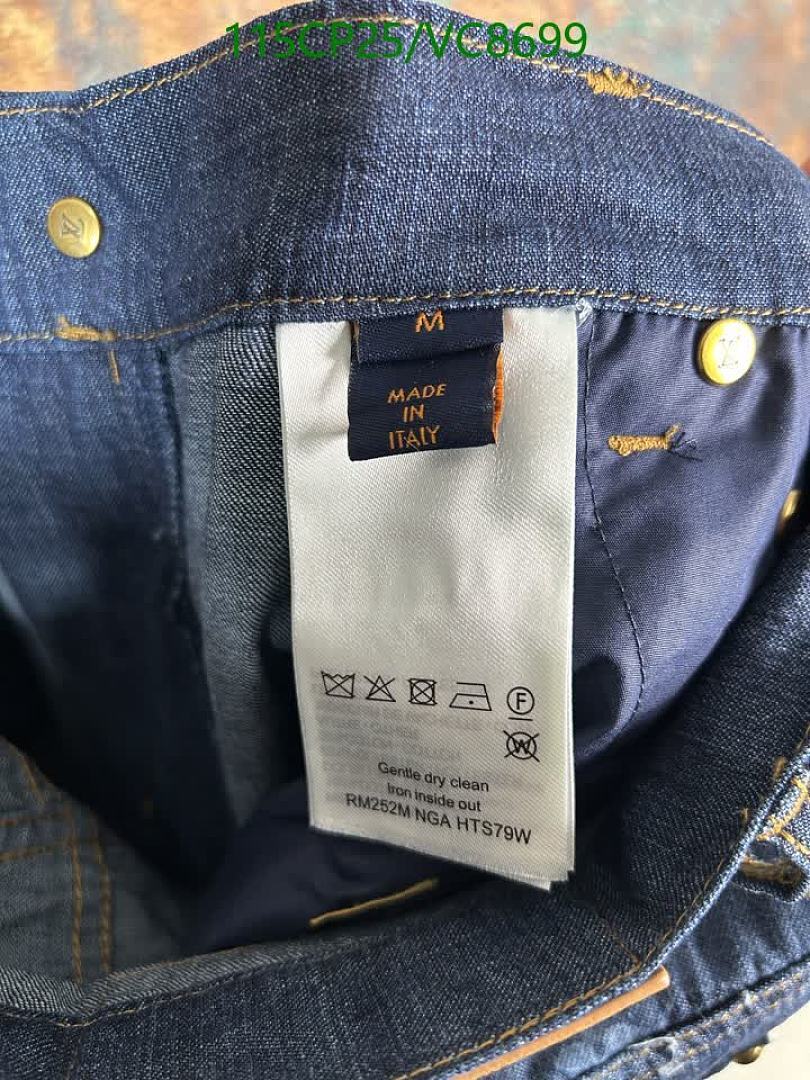 115CP25/VC8699
M
MADE
IN
ITALY
F
W
Gentle dry clean
Iron inside out
RM252M NGA HTS79W